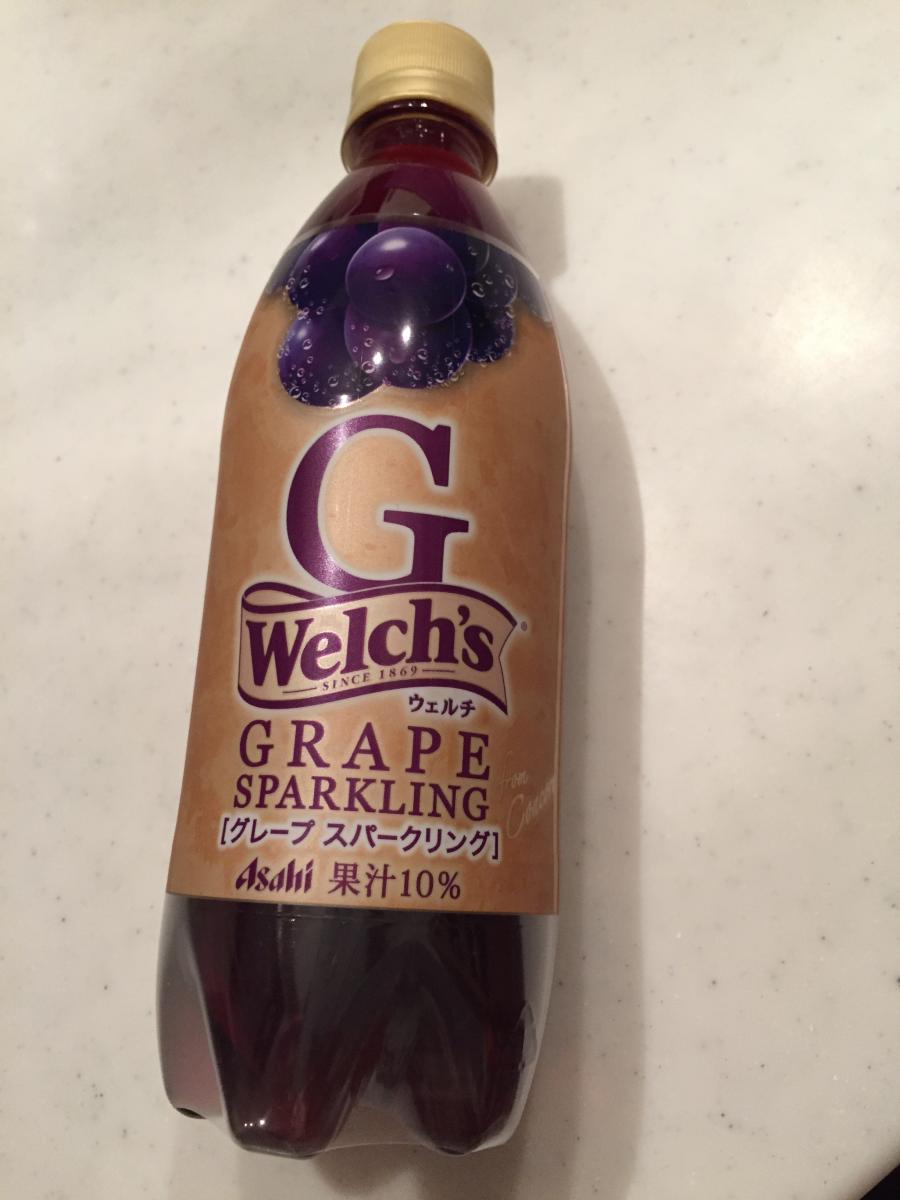 G
Welch's®
SINCE 1869
ウェルチ
GRAPE
SPARKLING
from
[グレープ スパークリング]
Asahi 果汁10%